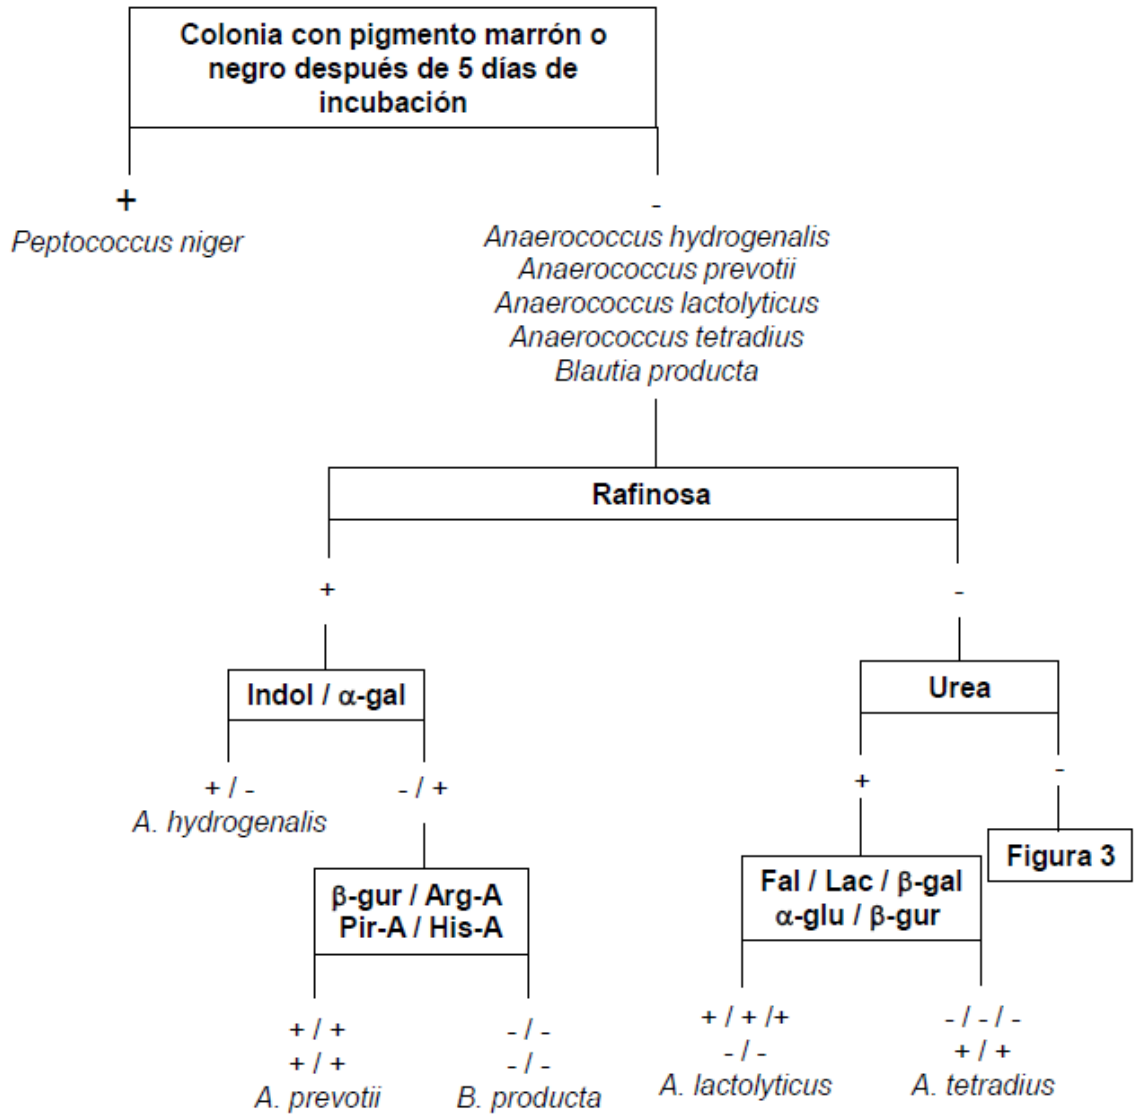 Colonia con pigmento marrón o
negro después de 5 días de
incubación
+
Peptococcus niger
-
Anaerococcus hydrogenalis
Anaerococcus prevotii
Anaerococcus lactolyticus
Anaerococcus tetradius
Blautia producta
Rafinosa
+
-
Indol / α-gal
Urea
+ / -
A. hydrogenalis
- / +
+
-
β-gur / Arg-A
Pir-A / His-A
Fal / Lac / β-gal
α-glu / β-gur
Figura 3
+ / +
+ / +
A. prevotii
- / -
- / -
B. producta
+ / + /+
- / -
A. lactolyticus
- / - / -
+ / +
A. tetradius